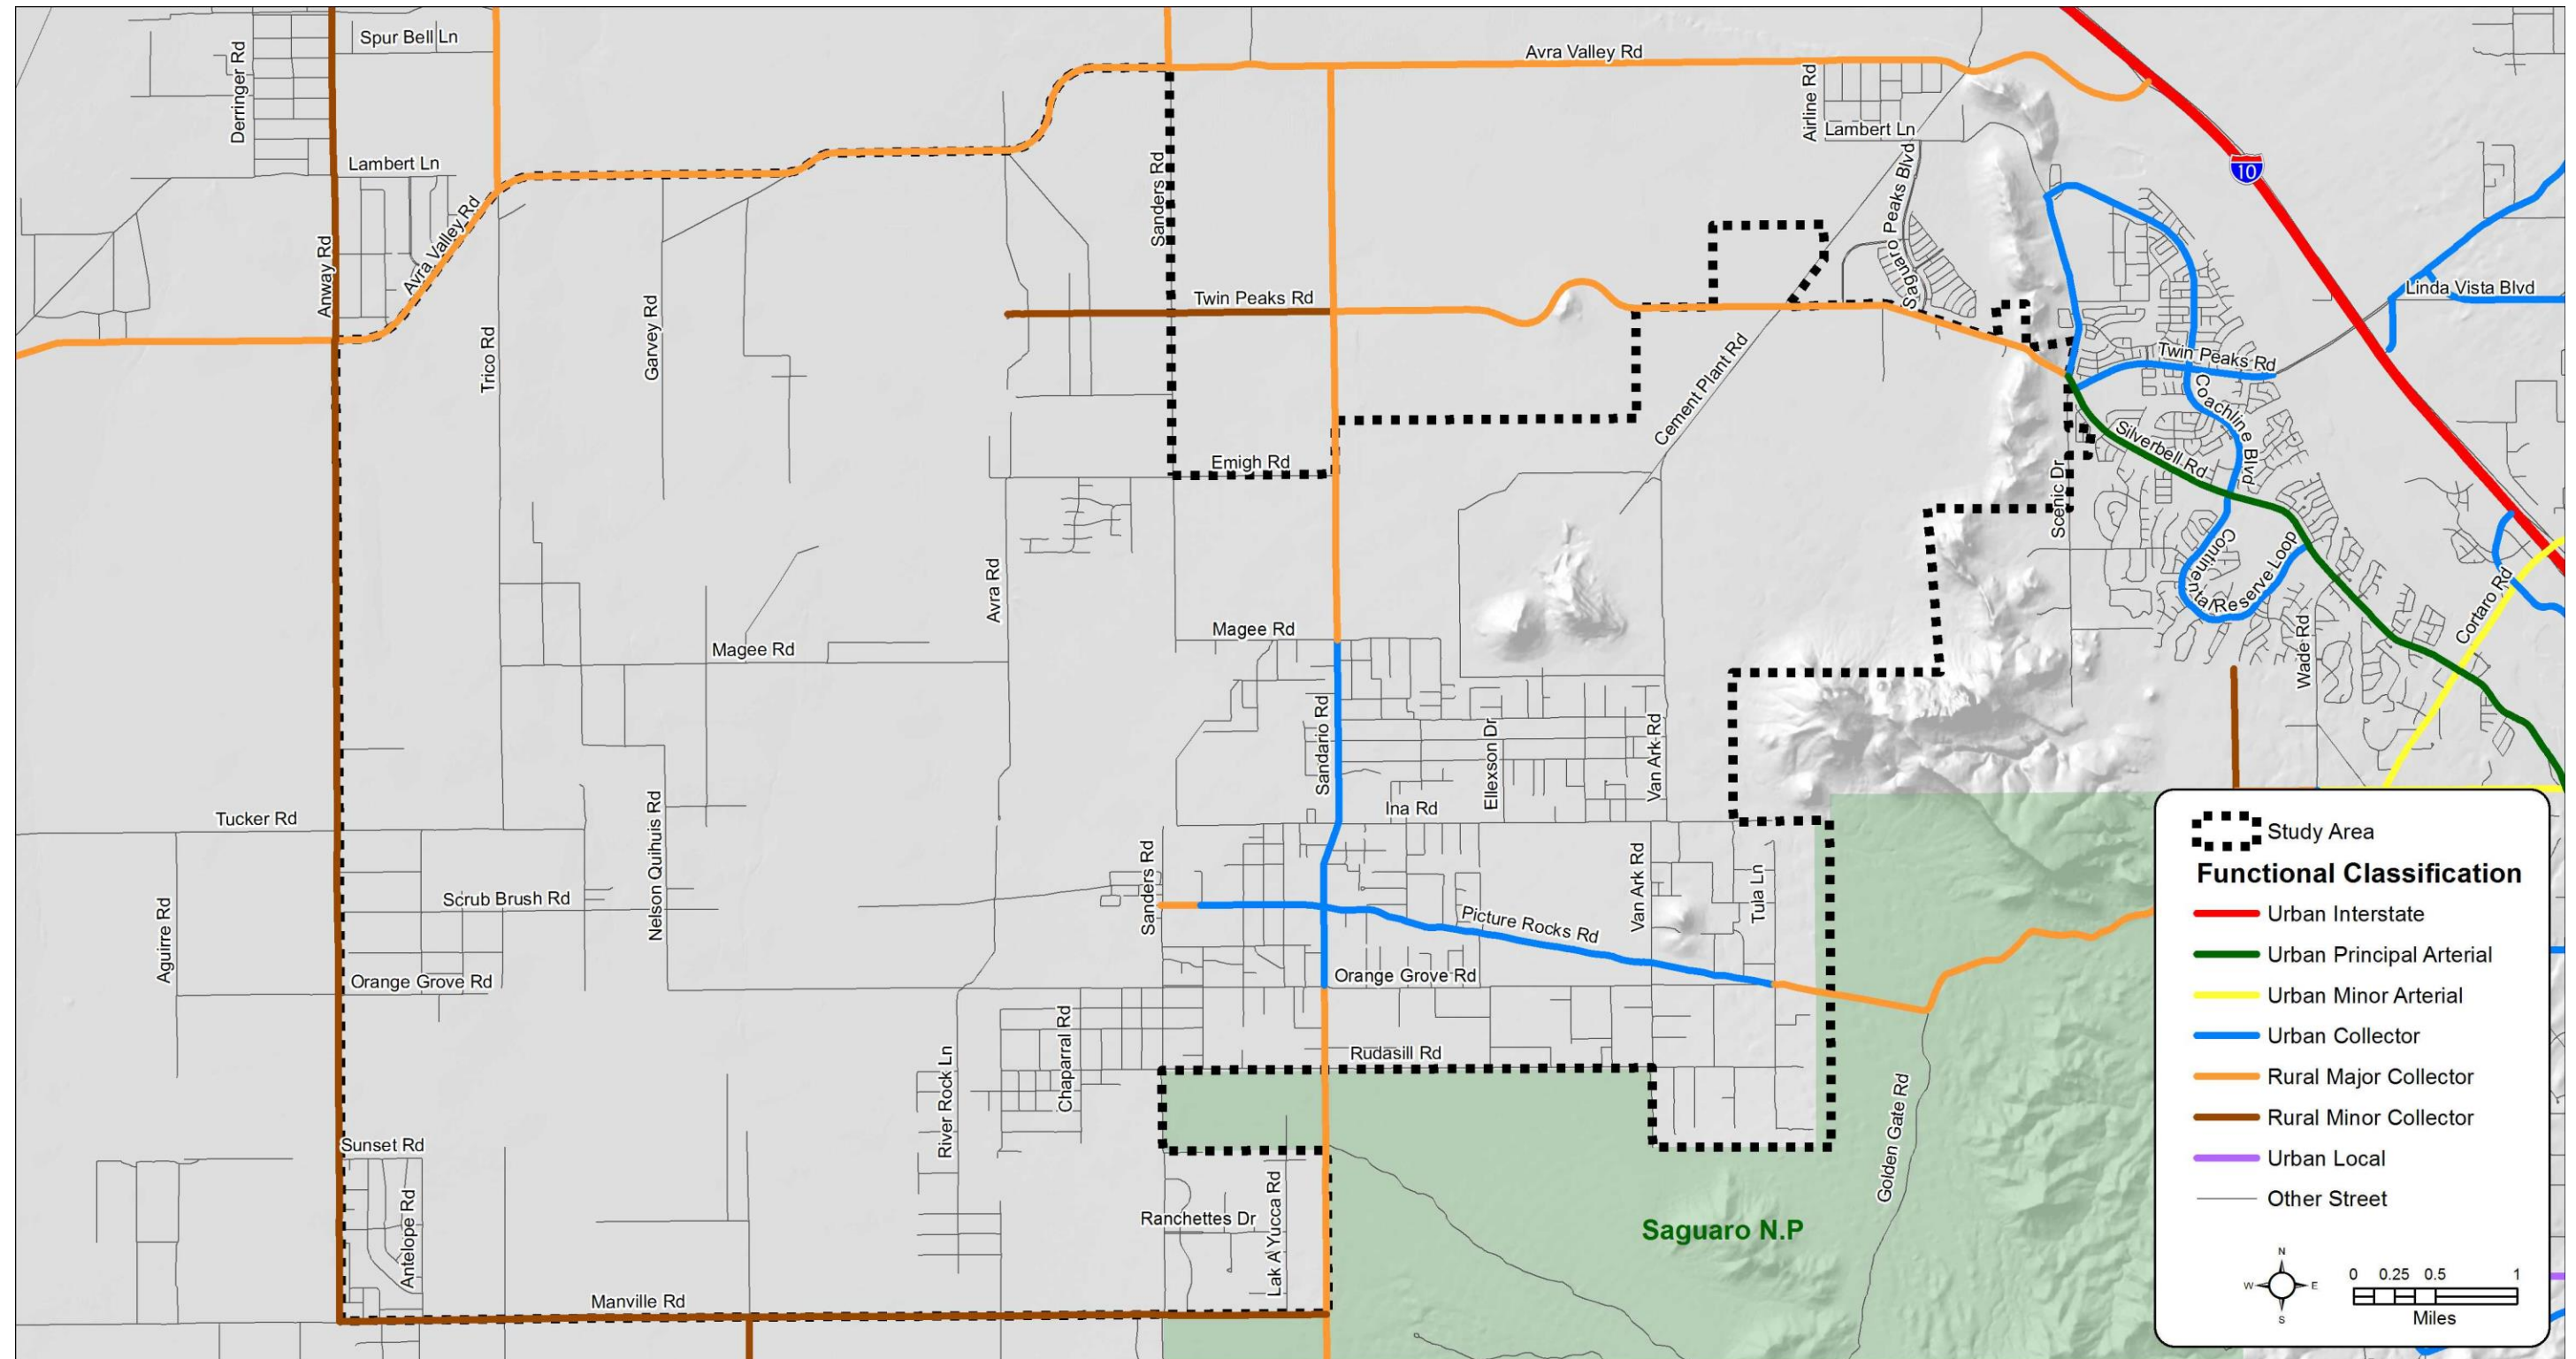 Spur Bell Ln
Avra Valley Rd
Derringer Rd
Airline Rd
Lambert Ln
Lambert Ln
10
Sanders Rd
Saguaro Peaks Blvd
Avra Valley Rd
Anway Rd
Linda Vista Blvd
Twin Peaks Rd
Trico Rd
Garvey Rd
Cement Plant Rd
Twin Peaks Rd
Coachline Blvd
Silverbell Rd
Emigh Rd
Scenic Dr
Continental Reserve Loop
Avra Rd
Cortaro Rd
Magee Rd
Magee Rd
Wade Rd
Sandario Rd
Ellexson Dr
Van Ark Rd
Ina Rd
Tucker Rd
Nelson Quihuis Rd
Study Area
Functional Classification
Urban Interstate
Urban Principal Arterial
Urban Minor Arterial
Urban Collector
Rural Major Collector
Rural Minor Collector
Urban Local
Other Street
Sanders Rd
Van Ark Rd
Tula Ln
Scrub Brush Rd
Aguirre Rd
Picture Rocks Rd
Orange Grove Rd
Orange Grove Rd
Chaparral Rd
Rudasill Rd
River Rock Ln
Golden Gate Rd
Sunset Rd
Antelope Rd
Ranchettes Dr
Lak A Yucca Rd
Saguaro N.P
Manville Rd
N
W E
S
0 0.25 0.5 1
Miles